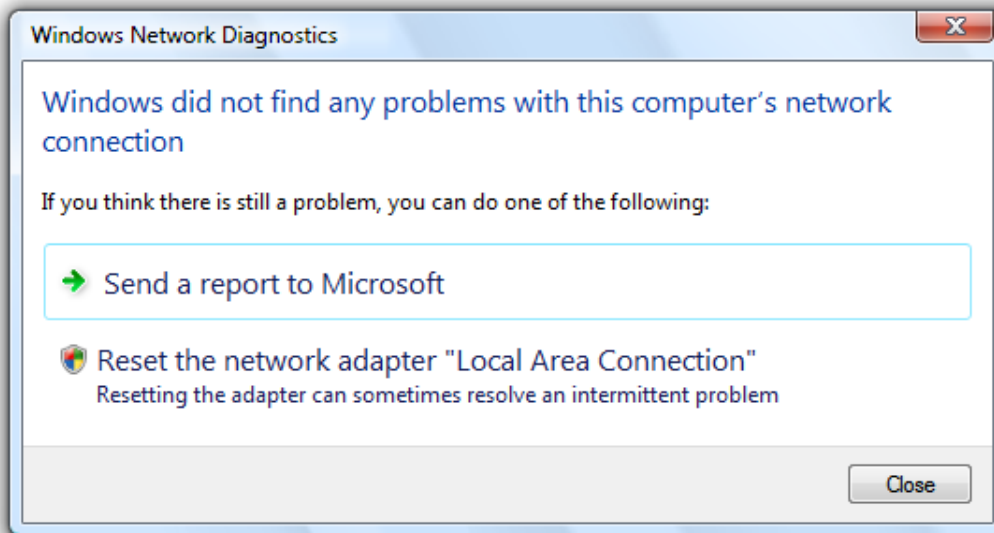 Windows Network Diagnostics
Windows did not find any problems with this computer's network
connection
If you think there is still a problem, you can do one of the following:
Send a report to Microsoft
Reset the network adapter "Local Area Connection"
Resetting the adapter can sometimes resolve an intermittent problem
Close